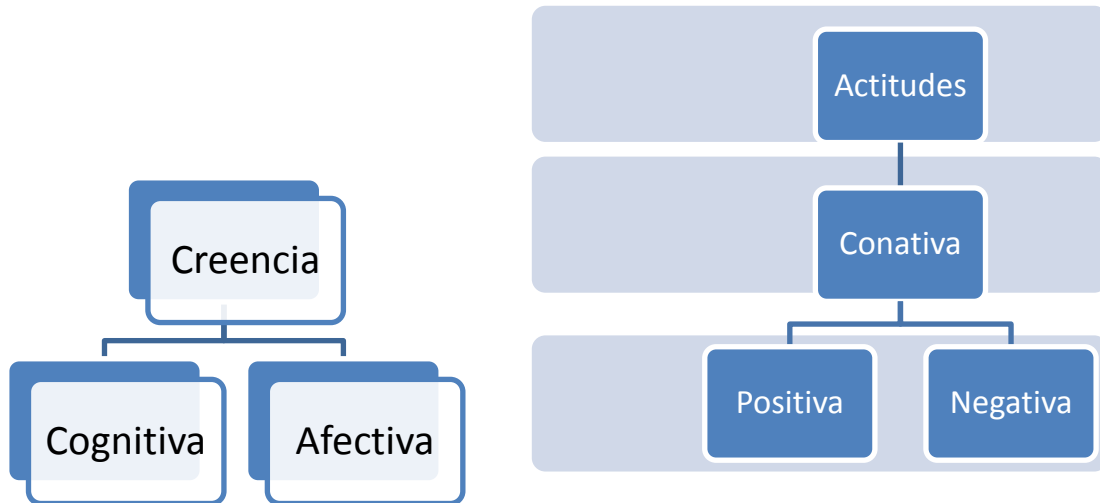 Creencia
Cognitiva
Afectiva
Actitudes
Conativa
Positiva
Negativa